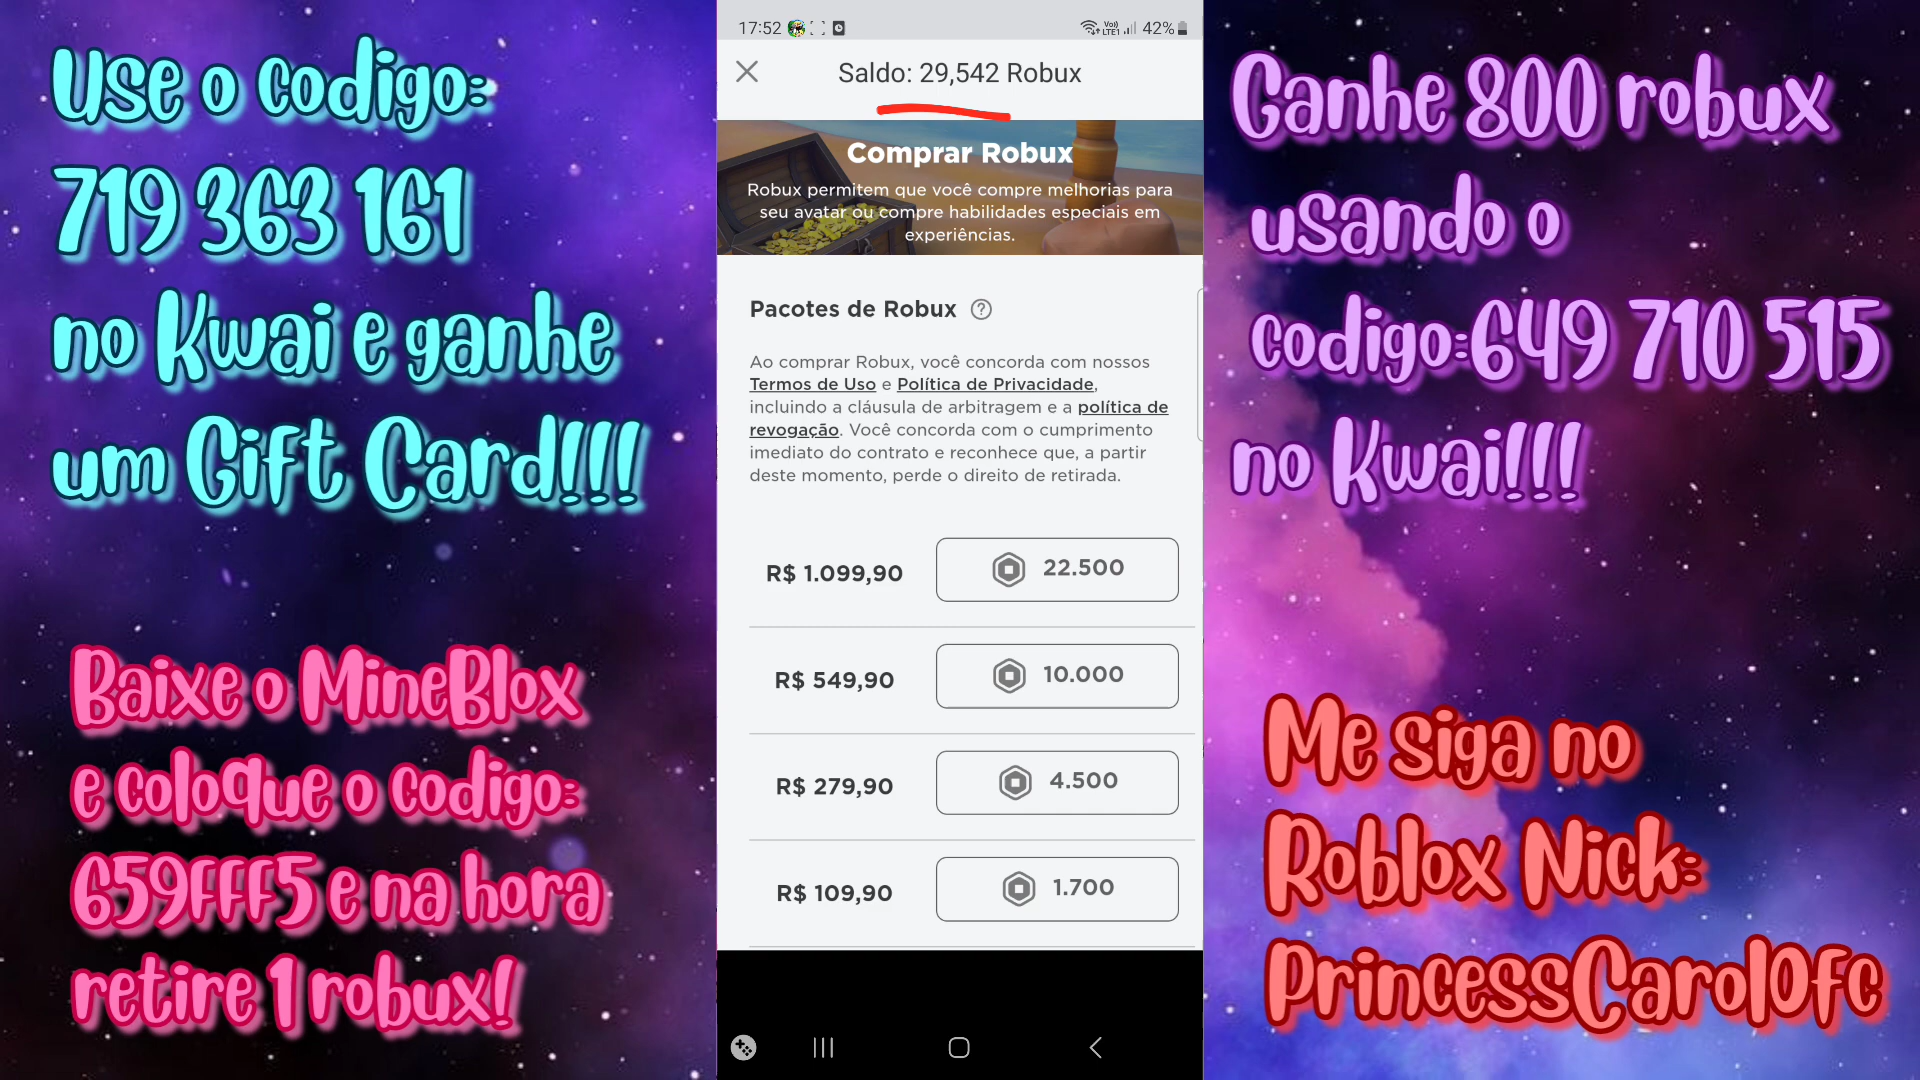 Use o codigo:
719 363 161
no Kwai e ganhe
um Gift Card!!!
Baixe o MineBlox
e coloque o codigo:
659fff5 e na hora
retire 1 robux!
17:52
Vo))
LTE1
42%
Saldo: 29,542 Robux
Comprar Robux
Robux permitem que você compre melhorias para
seu avatar ou compre habilidades especiais em
experiências.
Pacotes de Robux ?
Ao comprar Robux, você concorda com nossos
Termos de Uso e Política de Privacidade,
incluindo a cláusula de arbitragem e a política de
revogação. Você concorda com o cumprimento
imediato do contrato e reconhece que, a partir
deste momento, perde o direito de retirada.
R$ 1.099,90 22.500
R$ 549,90 10.000
R$ 279,90 4.500
R$ 109,90 1.700
Ganhe 800 robux
usando o
codigo:649 710 515
no Kwai!!!
Me siga no
Roblox Nick:
PrincessCarol0fc